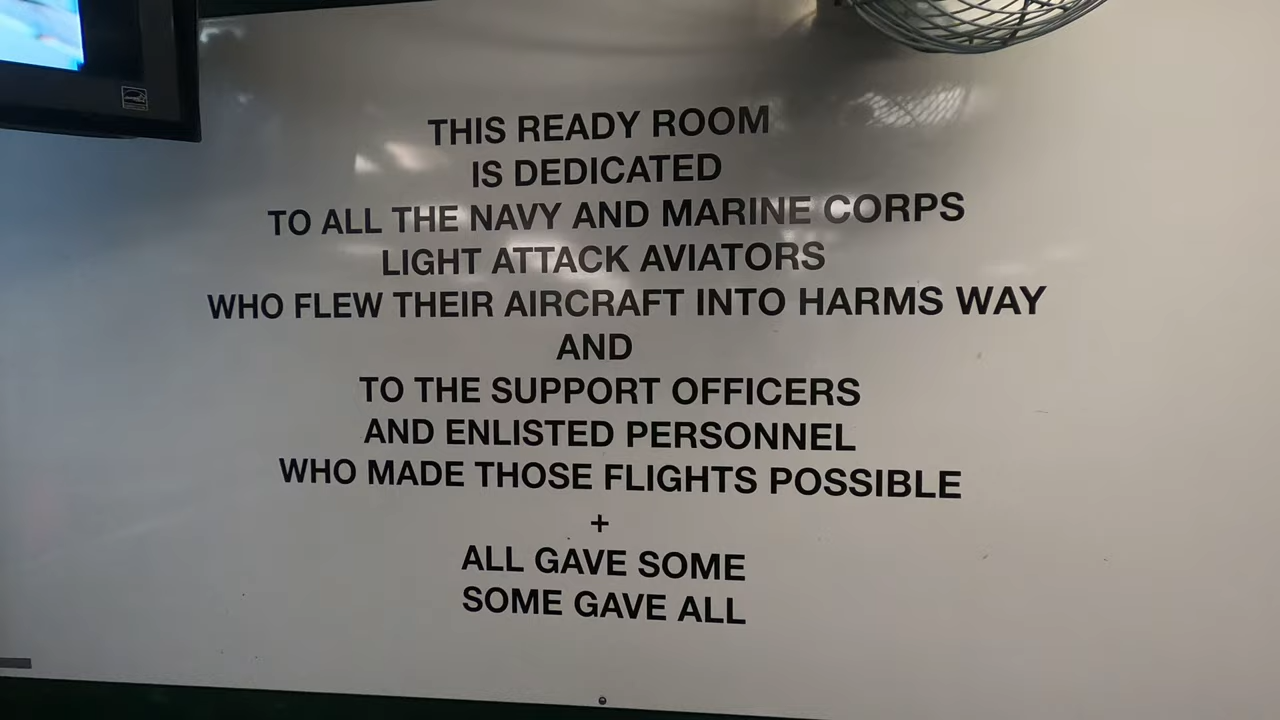 THIS READY ROOM
IS DEDICATED
TO ALL THE NAVY AND MARINE CORPS
LIGHT ATTACK AVIATORS
WHO FLEW THEIR AIRCRAFT INTO HARMS WAY
AND
TO THE SUPPORT OFFICERS
AND ENLISTED PERSONNEL
WHO MADE THOSE FLIGHTS POSSIBLE
+
ALL GAVE SOME
SOME GAVE ALL